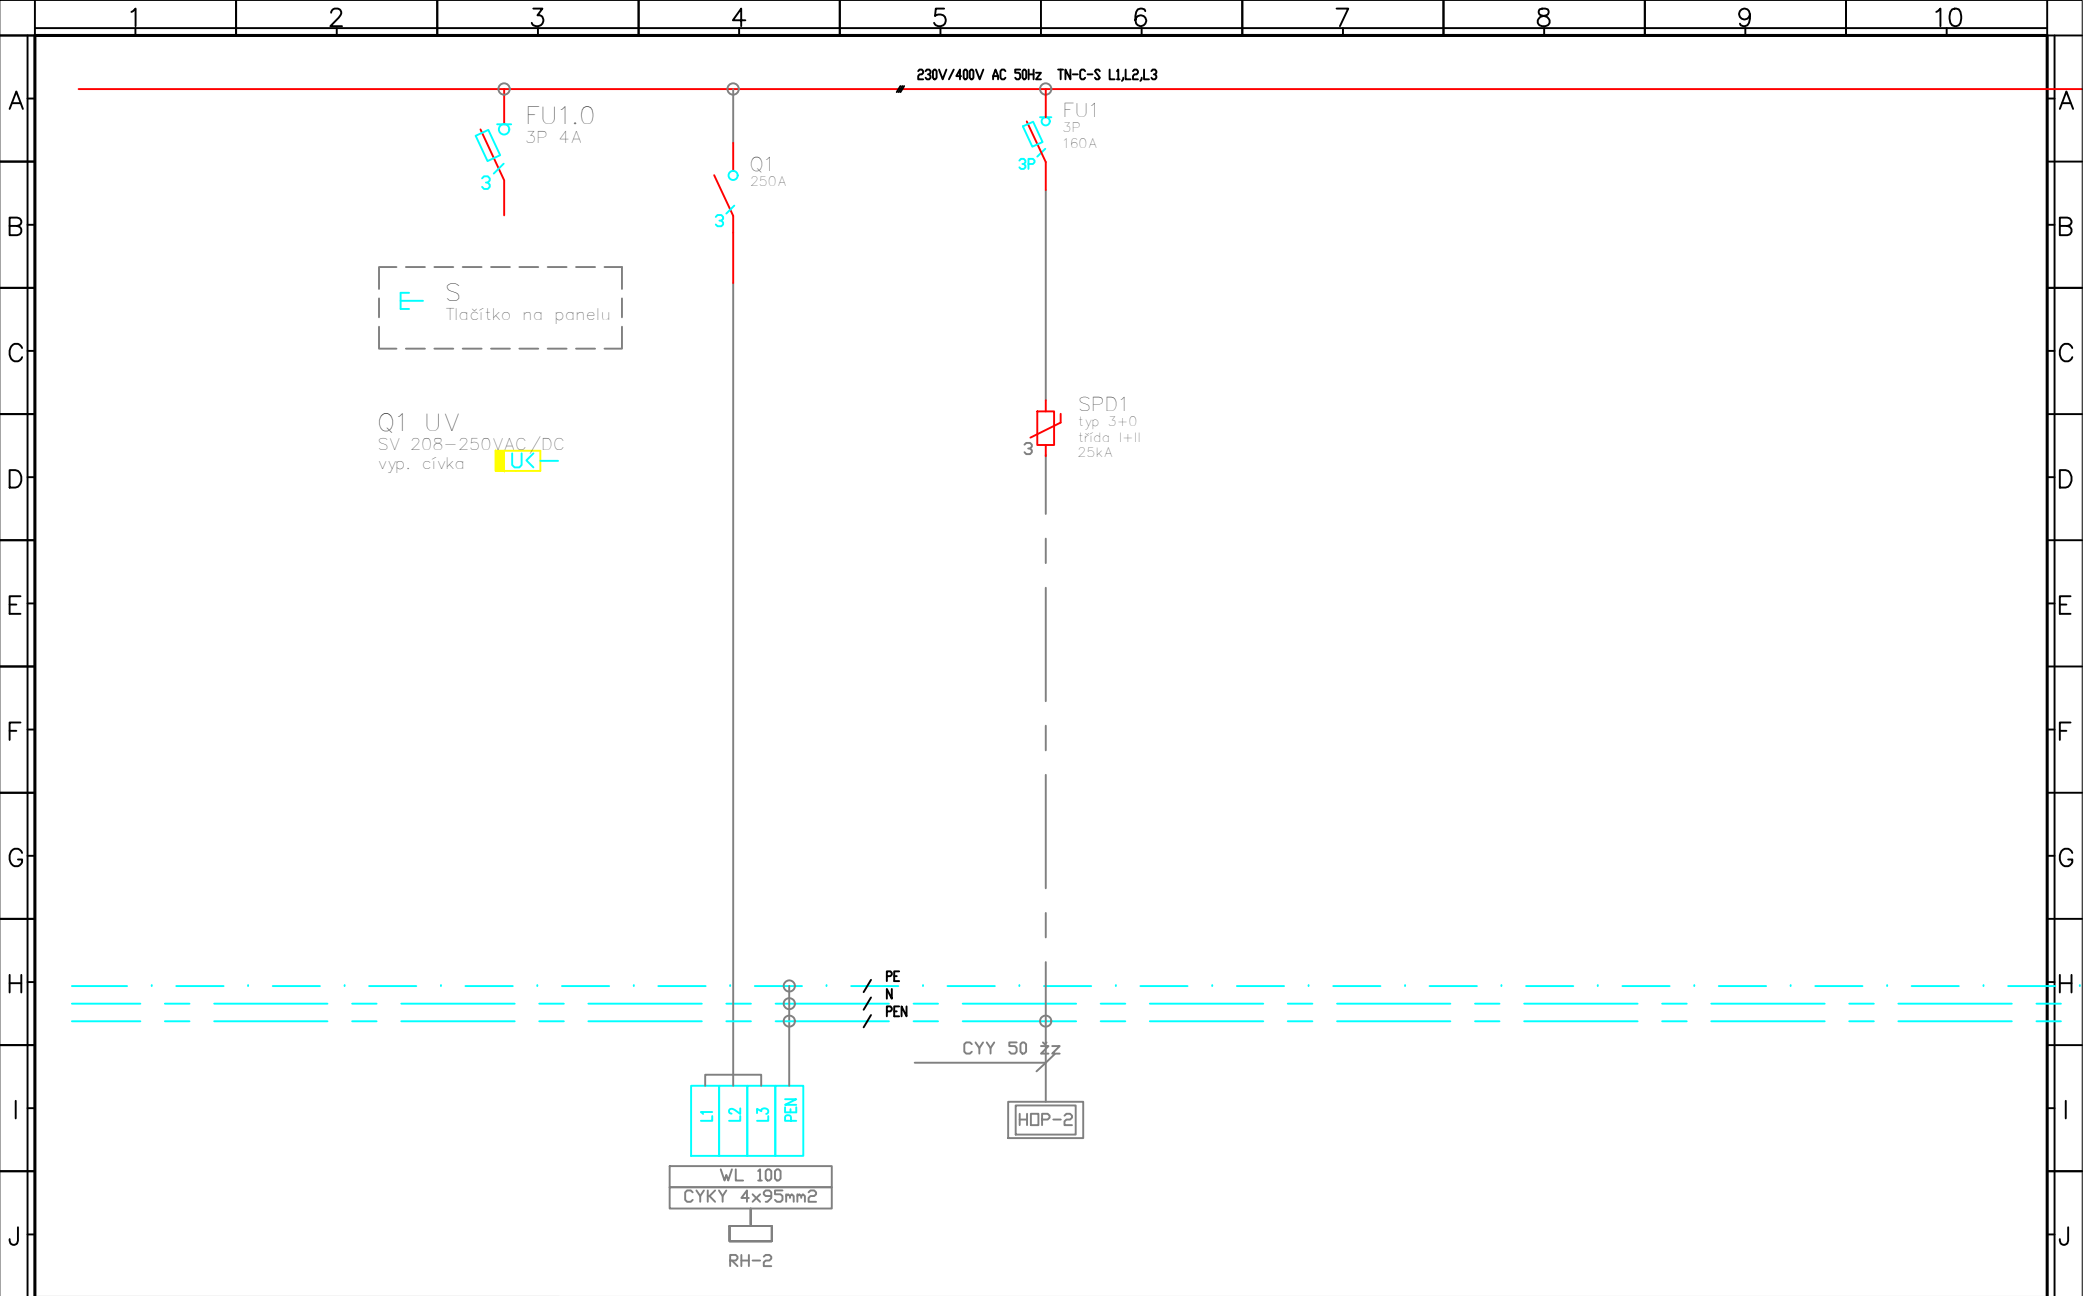 1 2 3 4 5 6 7 8 9 10
230V/400V AC 50Hz TN-C-S L1,L2,L3
A A
FU1.0
3P 4A
3
Q1
250A
3
FU1
3P
160A
3P
B B
S
Tlačítko na panelu
E
C C
Q1 UV
SV 208-250VAC/DC
vyp. cívka
U<
SPD1
typ 3+0
třída I+II
25kA
3
D D
E E
F F
G G
H H
PE
N
PEN
CYY 50 žz
I I
L1 L2 L3 PEN
HOP-2
WL 100
CYKY 4x95mm2
J J
RH-2